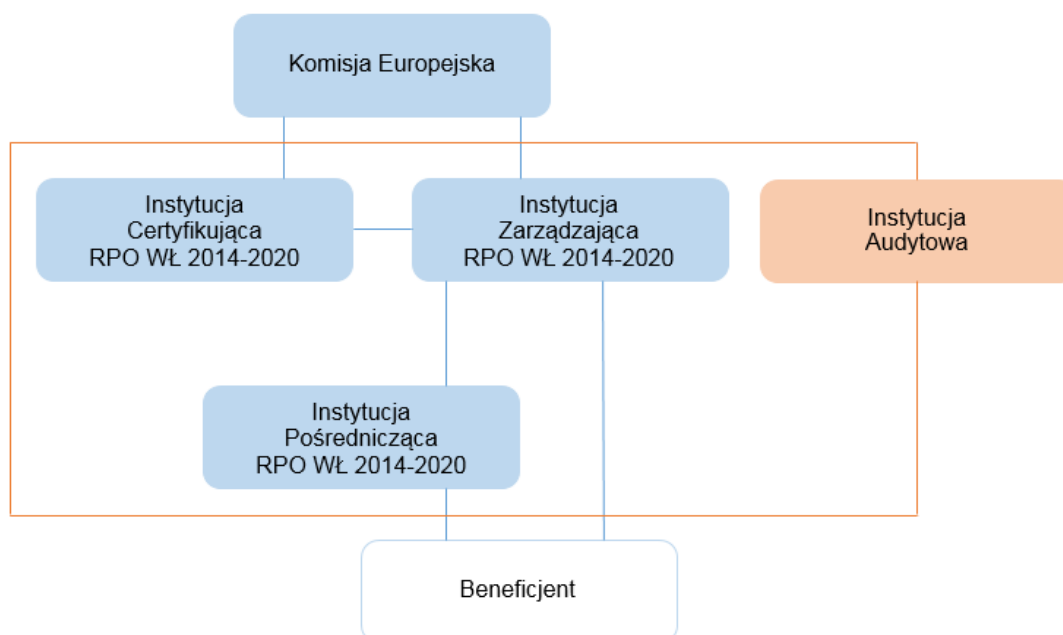 Komisja Europejska
Instytucja
Certyfikująca
RPO WŁ 2014-2020
Instytucja
Zarządzająca
RPO WŁ 2014-2020
Instytucja
Audytowa
Instytucja
Pośrednicząca
RPO WŁ 2014-2020
Beneficjent